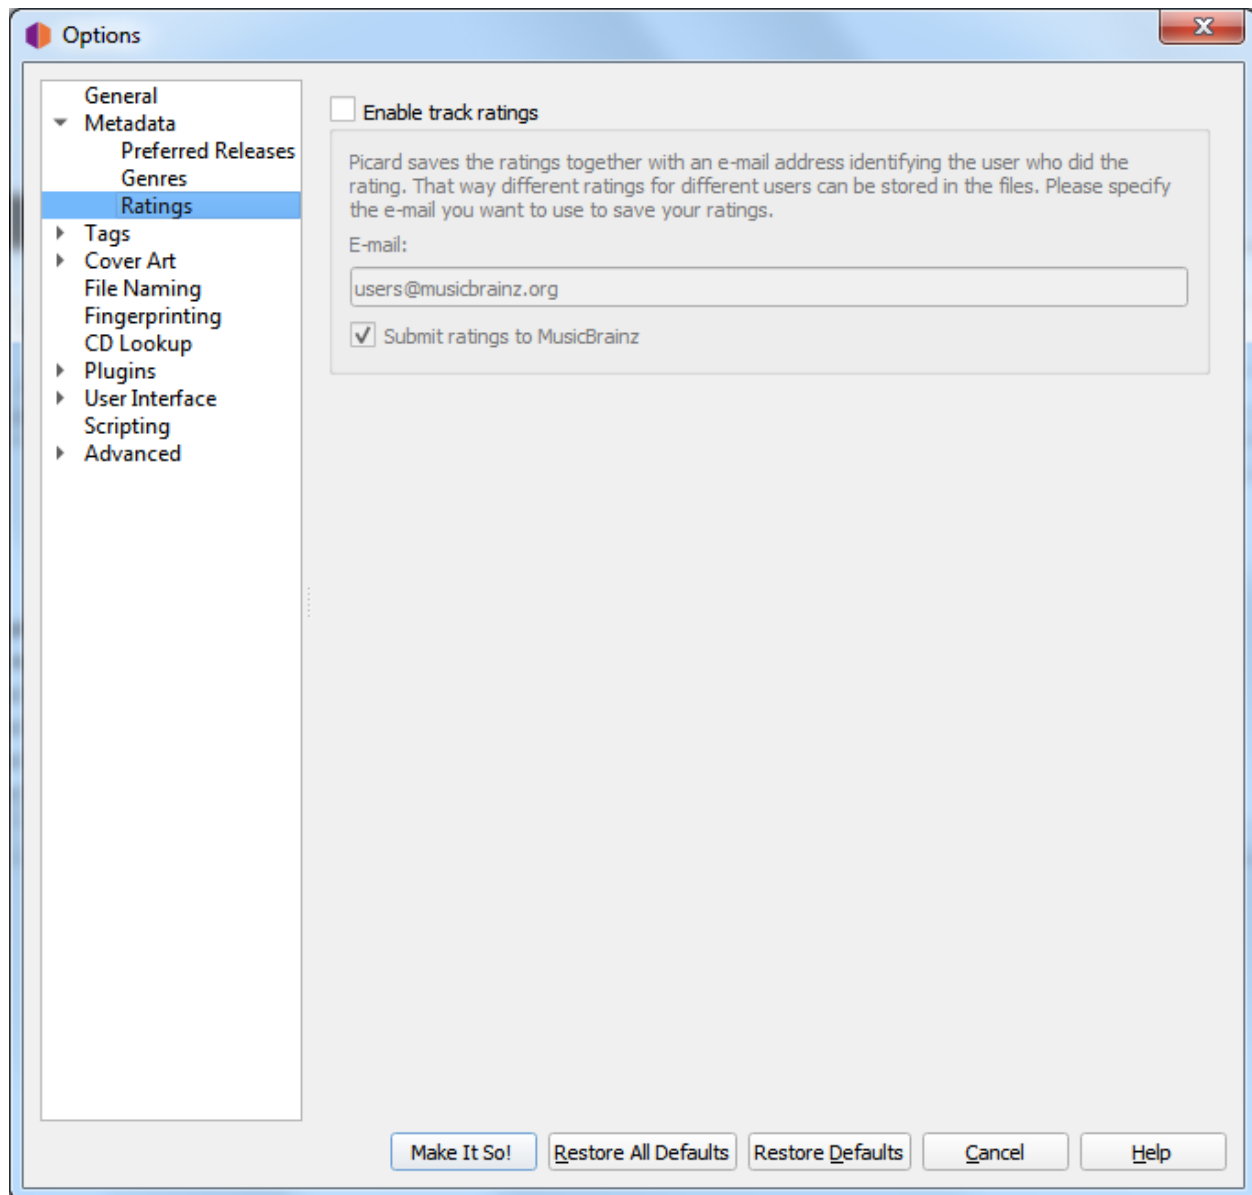 Options
X
General
Metadata
Preferred Releases
Genres
Ratings
Tags
Cover Art
File Naming
Fingerprinting
CD Lookup
Plugins
User Interface
Scripting
Advanced
Enable track ratings
Picard saves the ratings together with an e-mail address identifying the user who did the
rating. That way different ratings for different users can be stored in the files. Please specify
the e-mail you want to use to save your ratings.
E-mail:
users@musicbrainz.org
Submit ratings to MusicBrainz
Make It So!
Restore All Defaults
Restore Defaults
Cancel
Help